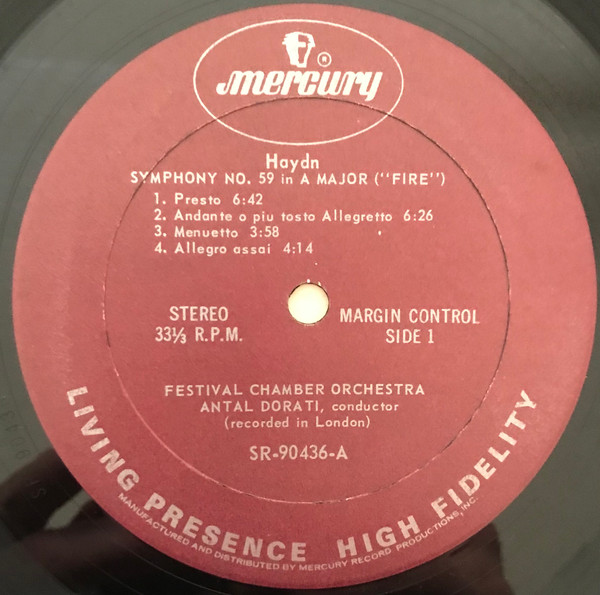 ®
mercury
Haydn
SYMPHONY NO. 59 in A MAJOR ("FIRE")
1. Presto 6:42
2. Andante o piu tosto Allegretto 6:26
3. Menuetto 3:58
4. Allegro assai 4:14
STEREO
33⅓ R.P.M.
MARGIN CONTROL
SIDE 1
FESTIVAL CHAMBER ORCHESTRA
ANTAL DORATI, conductor
(recorded in London)
SR-90436-A
LIVING PRESENCE HIGH FIDELITY
MANUFACTURED AND DISTRIBUTED BY MERCURY RECORD PRODUCTIONS, INC.